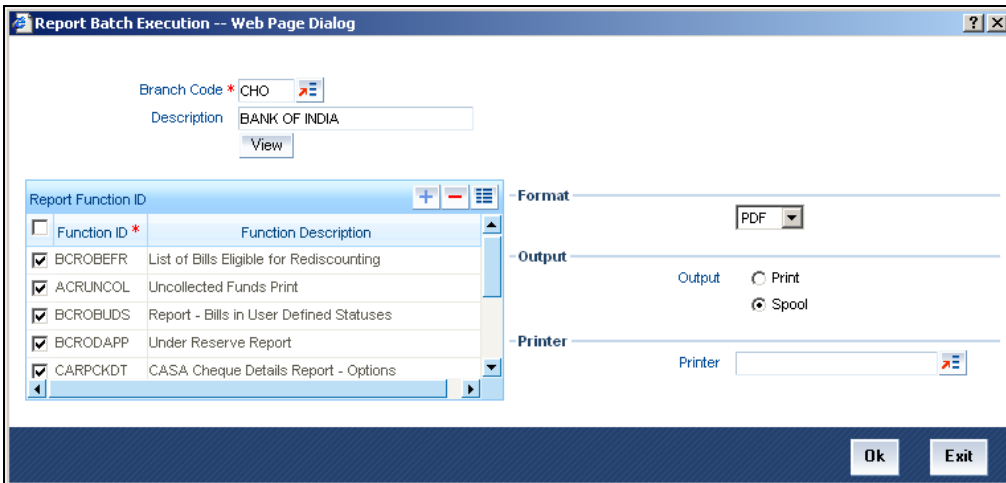 Report Batch Execution -- Web Page Dialog
Branch Code * CHO
Description BANK OF INDIA
View
Report Function ID
Function ID * Function Description
BCROBEFR List of Bills Eligible for Rediscounting
ACRUNCOL Uncollected Funds Print
BCROBUDS Report - Bills in User Defined Statuses
BCRODAPP Under Reserve Report
CARPCKDT CASA Cheque Details Report - Options
Format
PDF
Output
Output Print
Spool
Printer
Printer
Ok Exit